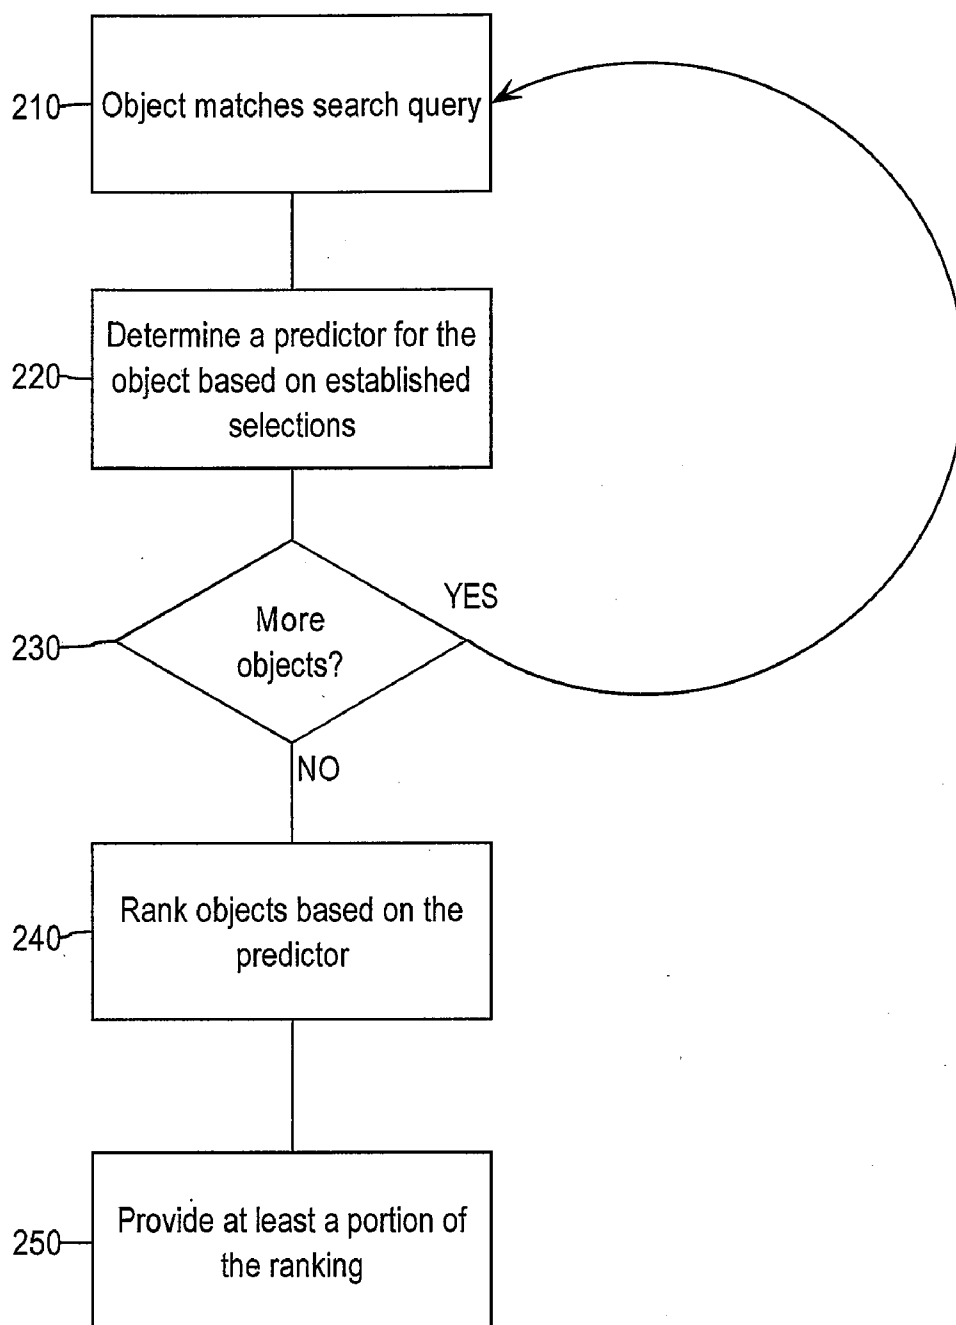 210
Object matches search query
220
Determine a predictor for the
object based on established
selections
230
More
objects?
YES
NO
240
Rank objects based on the
predictor
250
Provide at least a portion of
the ranking